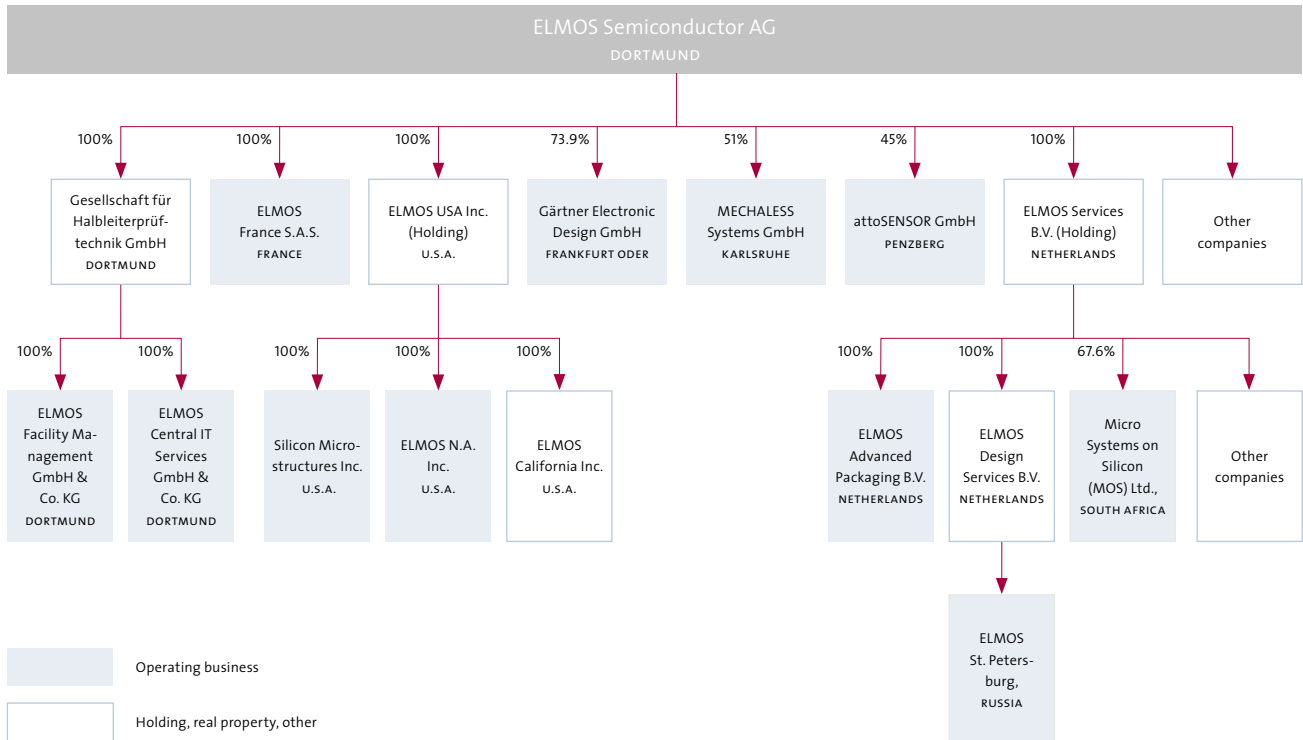 ELMOS Semiconductor AG
DORTMUND
100%
100%
100%
73.9%
51%
45%
100%
Gesellschaft für
Halbleiterprüf-
technik GmbH
DORTMUND
ELMOS
France S.A.S.
FRANCE
ELMOS USA Inc.
(Holding)
U.S.A.
Gärtner Electronic
Design GmbH
FRANKFURT ODER
MECHALESS
Systems GmbH
KARLSRUHE
attoSENSOR GmbH
PENZBERG
ELMOS Services
B.V. (Holding)
NETHERLANDS
Other
companies
100%
100%
100%
100%
100%
100%
100%
67.6%
ELMOS
Facility Ma-
nagement
GmbH &
Co. KG
DORTMUND
ELMOS
Central IT
Services
GmbH &
Co. KG
DORTMUND
Silicon Micro-
structures Inc.
U.S.A.
ELMOS N.A.
Inc.
U.S.A.
ELMOS
California Inc.
U.S.A.
ELMOS
Advanced
Packaging B.V.
NETHERLANDS
ELMOS
Design
Services B.V.
NETHERLANDS
Micro
Systems on
Silicon
(MOS) Ltd.,
SOUTH AFRICA
Other
companies
ELMOS
St. Peters-
burg,
RUSSIA
Operating business
Holding, real property, other